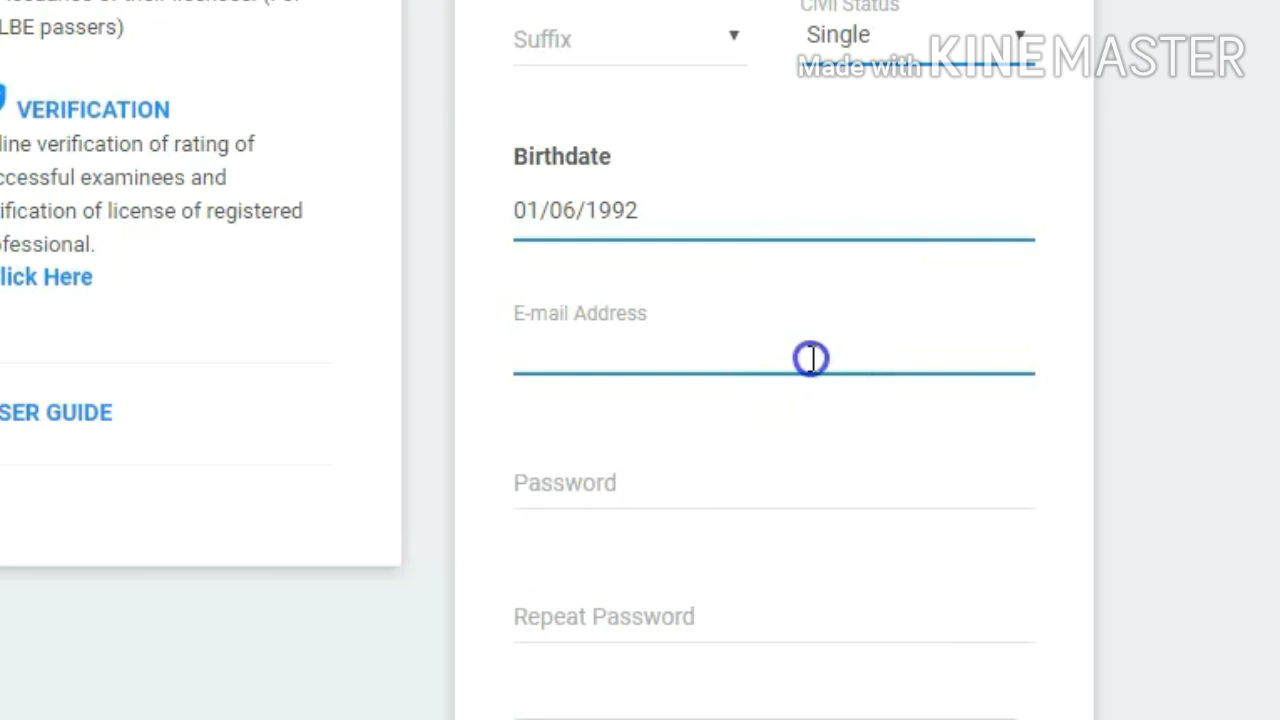 LBE passers)
VERIFICATION
line verification of rating of
ccessful examinees and
ification of license of registered
ofessional.
lick Here
SER GUIDE
Civil Status
Suffix
Single
Made with KINEMASTER
Birthdate
01/06/1992
E-mail Address
Password
Repeat Password